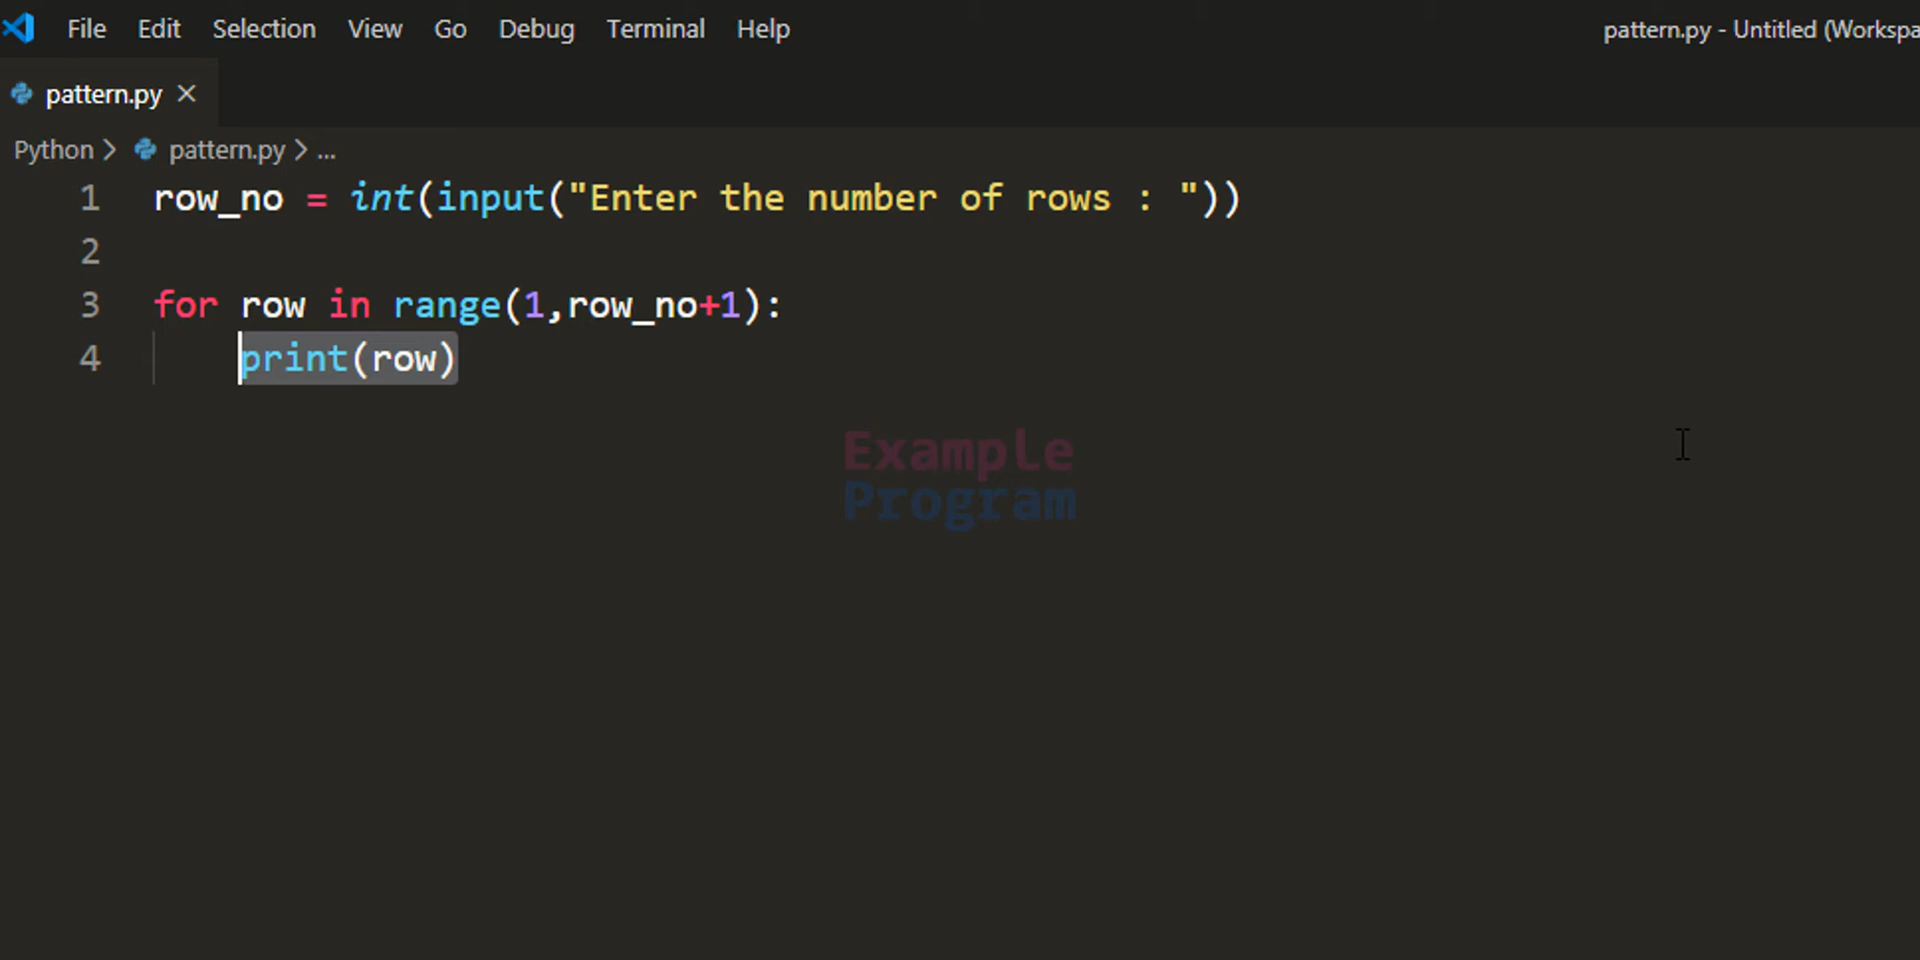 File Edit Selection View Go Debug Terminal Help pattern.py - Untitled (Workspa
pattern.py
Python > pattern.py > ...
1 row_no = int(input("Enter the number of rows : "))
2
3 for row in range(1,row_no+1):
4 print(row)
Example
Program